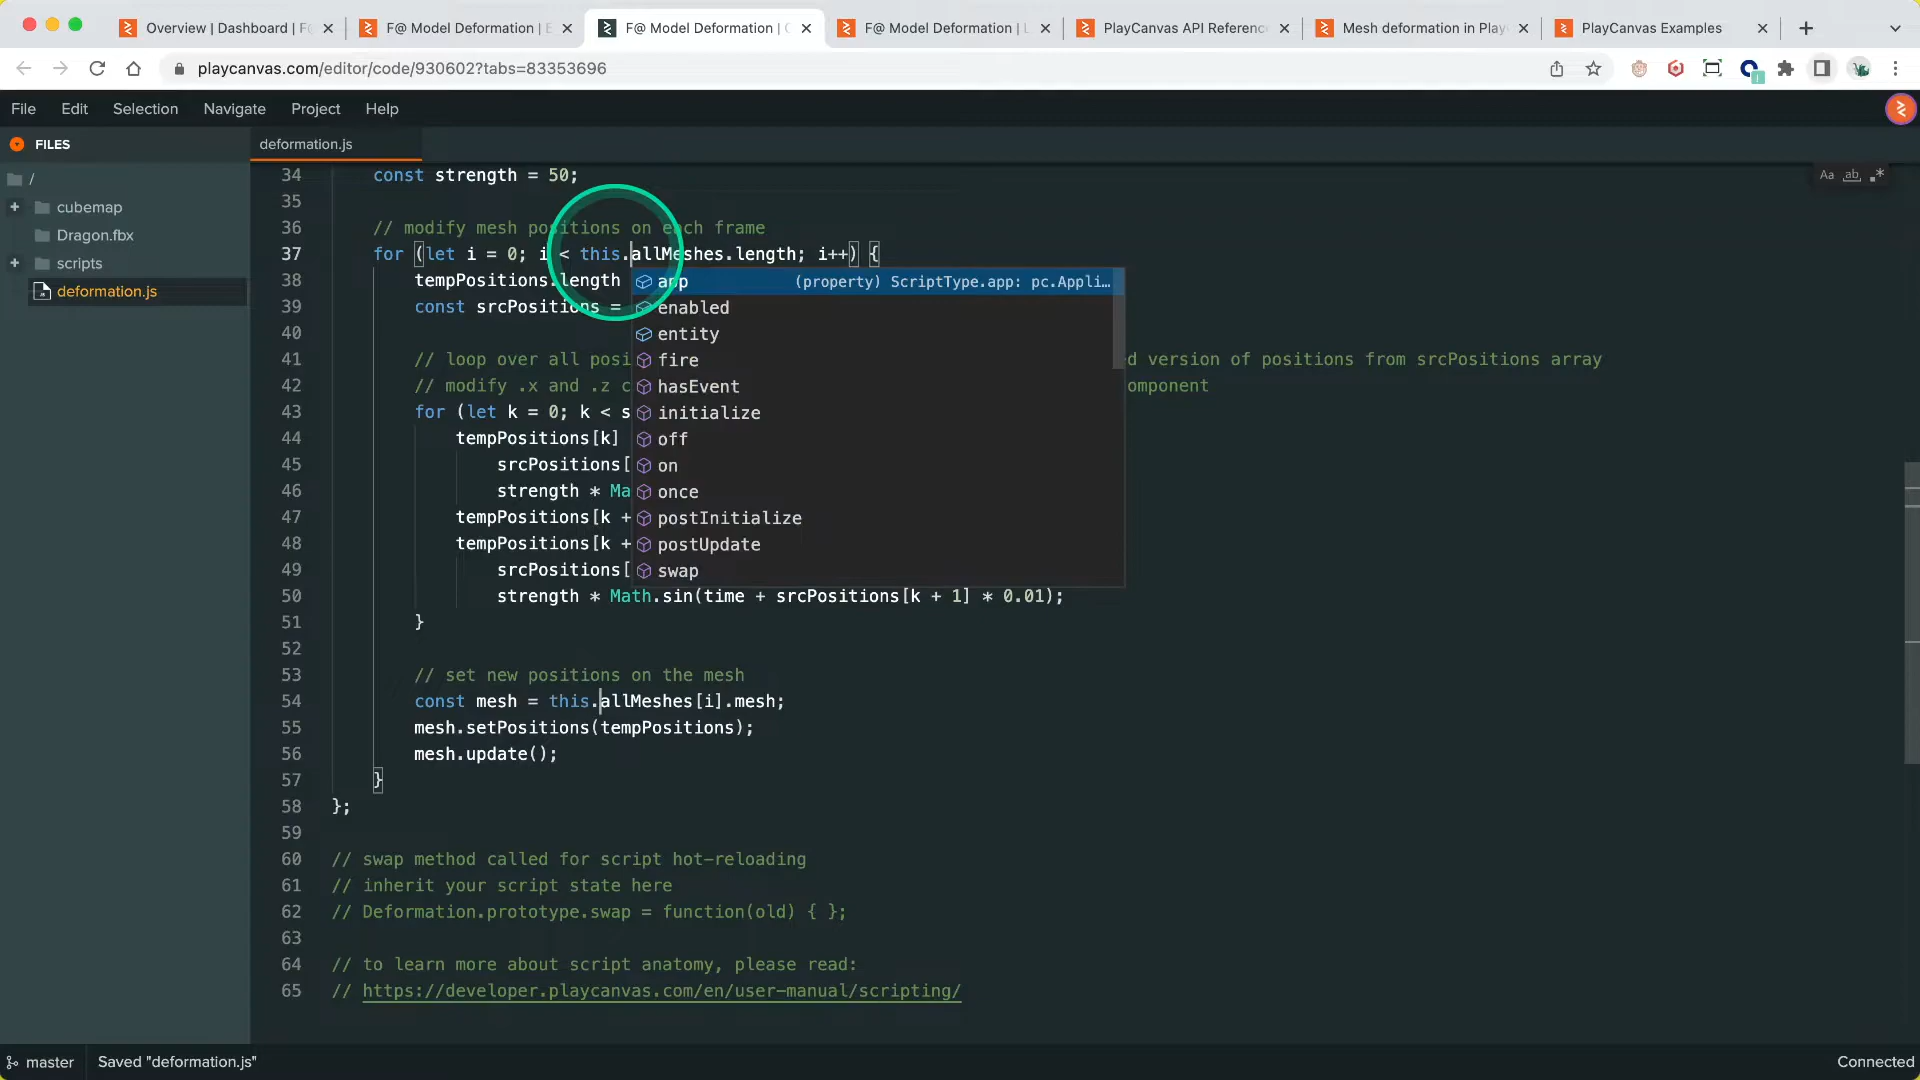 Overview | Dashboard | F
F@ Model Deformation | E
F@ Model Deformation |
F@ Model Deformation | L
PlayCanvas API Reference
Mesh deformation in Play
PlayCanvas Examples
playcanvas.com/editor/code/930602?tabs=83353696
File Edit Selection Navigate Project Help
FILES
deformation.js
/
cubemap
Dragon.fbx
scripts
deformation.js
Aa ab .*
34 const strength = 50;
35
36 // modify mesh positions on each frame
37 for (let i = 0; i < this.allMeshes.length; i++) {
38 tempPositions.length
39 const srcPositions =
40
41 // loop over all posi d version of positions from srcPositions array
42 // modify .x and .z c omponent
43 for (let k = 0; k < s
44 tempPositions[k]
45 srcPositions[
46 strength * Ma
47 tempPositions[k +
48 tempPositions[k +
49 srcPositions[
50 strength * Math.sin(time + srcPositions[k + 1] * 0.01);
51 }
52
53 // set new positions on the mesh
54 const mesh = this.allMeshes[i].mesh;
55 mesh.setPositions(tempPositions);
56 mesh.update();
57 }
58 };
59
60 // swap method called for script hot-reloading
61 // inherit your script state here
62 // Deformation.prototype.swap = function(old) { };
63
64 // to learn more about script anatomy, please read:
65 // https://developer.playcanvas.com/en/user-manual/scripting/
app (property) ScriptType.app: pc.Appli…
enabled
entity
fire
hasEvent
initialize
off
on
once
postInitialize
postUpdate
swap
master Saved "deformation.js" Connected